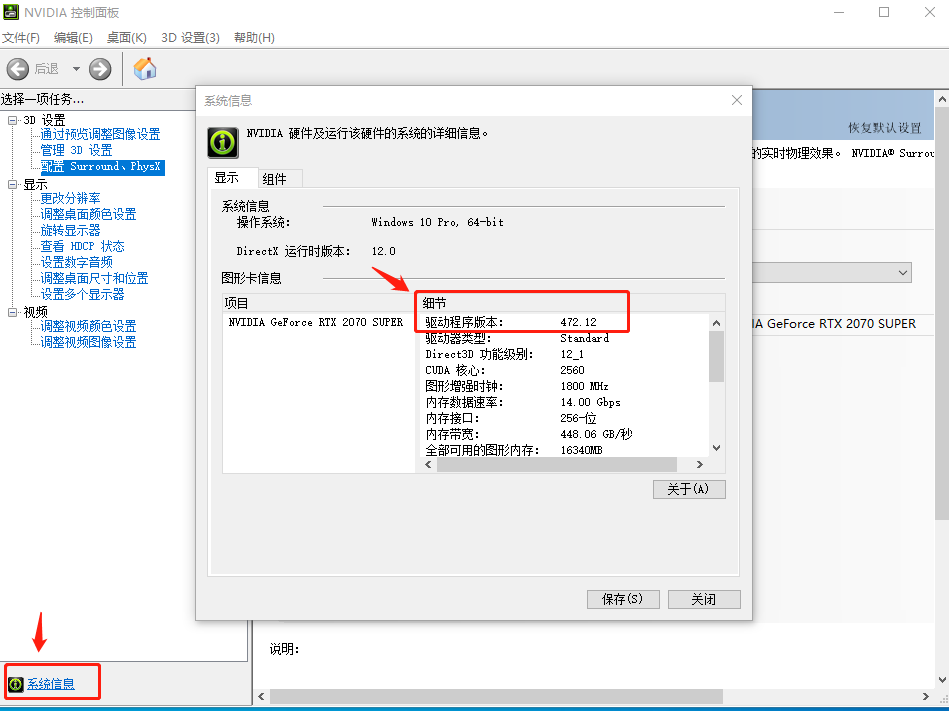 NVIDIA 控制面板
文件(F) 编辑(E) 桌面(K) 3D 设置(3) 帮助(H)
后退
选择一项任务...
3D 设置
通过预览调整图像设置
管理 3D 设置
配置 Surround、PhysX
显示
更改分辨率
调整桌面颜色设置
旋转显示器
查看 HDCP 状态
设置数字音频
调整桌面尺寸和位置
设置多个显示器
视频
调整视频颜色设置
调整视频图像设置
系统信息
恢复默认设置
的实时物理效果。 NVIDIA® Surrou
IA GeForce RTX 2070 SUPER
说明:
系统信息
NVIDIA 硬件及运行该硬件的系统的详细信息。
显示 组件
系统信息
操作系统: Windows 10 Pro, 64-bit
DirectX 运行时版本: 12.0
图形卡信息
项目 细节
NVIDIA GeForce RTX 2070 SUPER
驱动程序版本: 472.12
驱动器类型: Standard
Direct3D 功能级别: 12_1
CUDA 核心: 2560
图形增强时钟: 1800 MHz
内存数据速率: 14.00 Gbps
内存接口: 256-位
内存带宽: 448.06 GB/秒
全部可用的图形内存: 16340MB
关于(A)
保存(S) 关闭